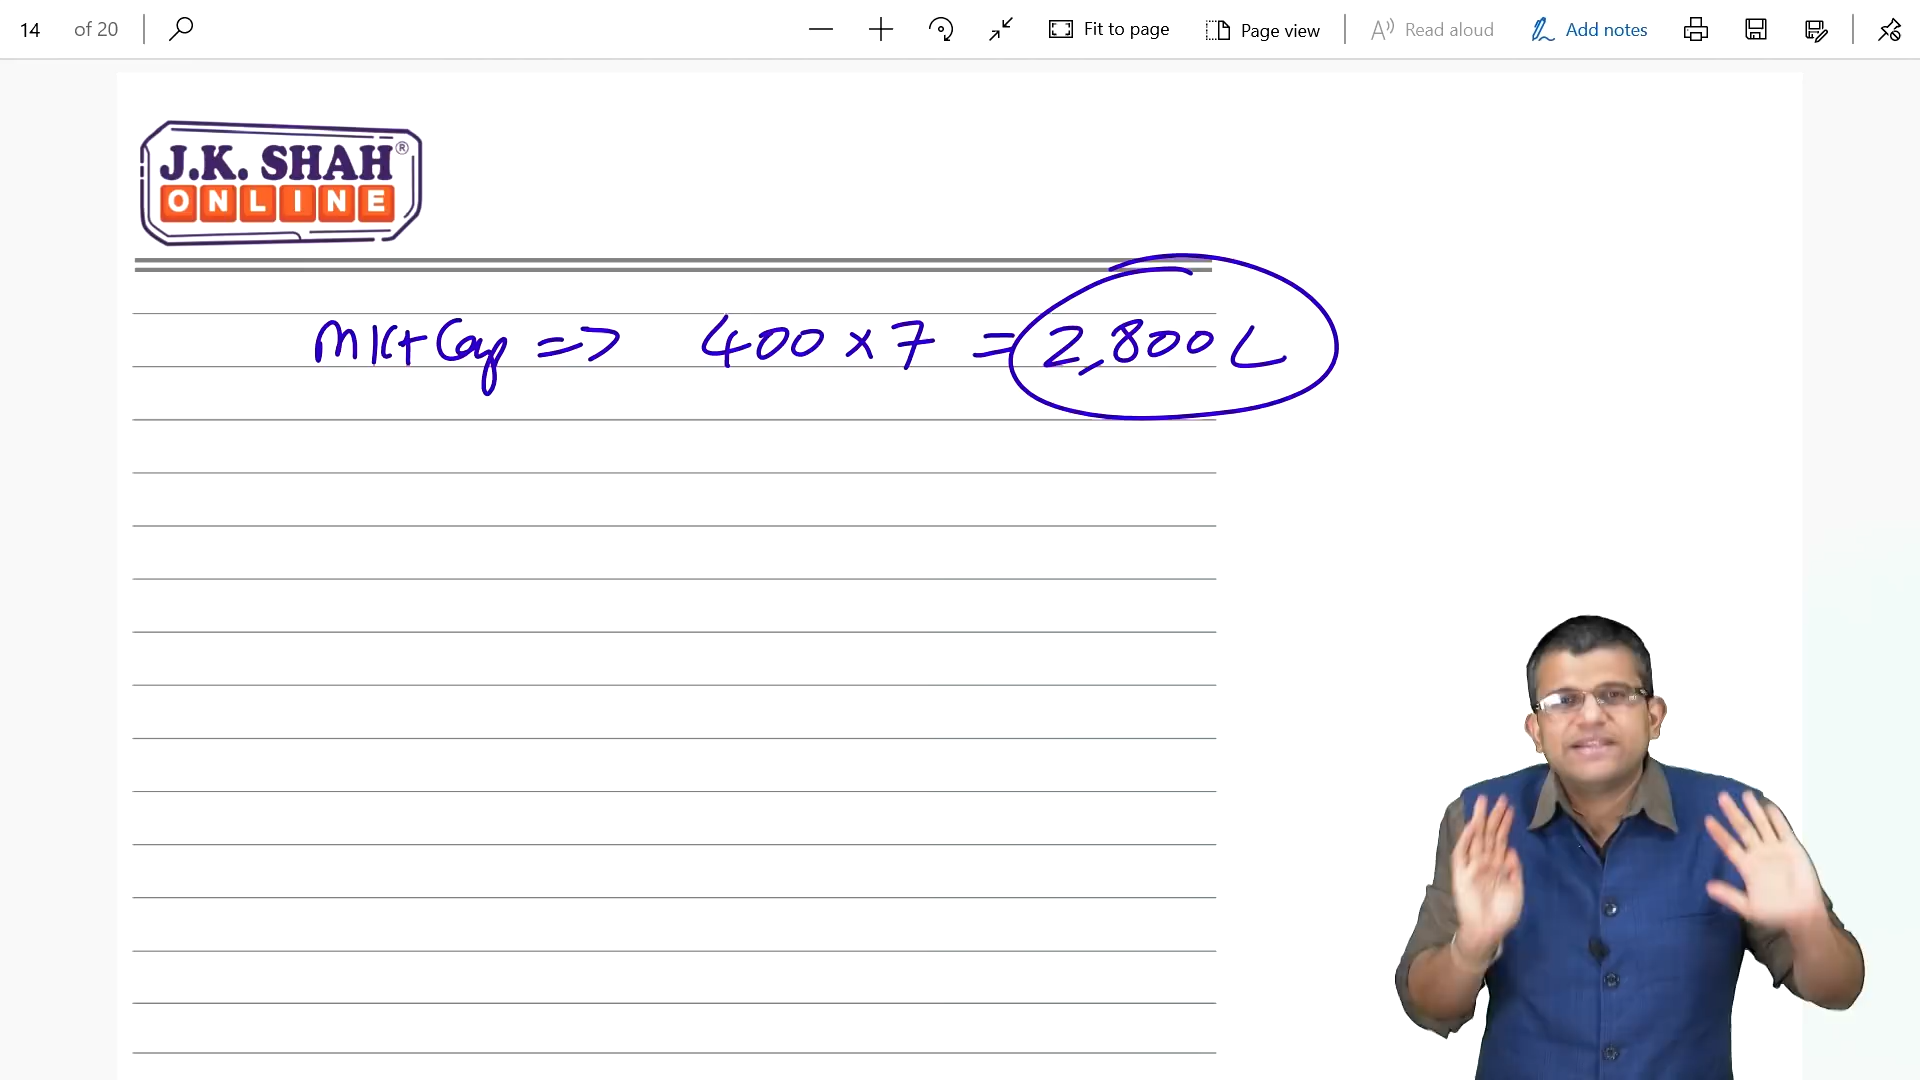 14 of 20 Fit to page Page view Read aloud Add notes
J.K. SHAH®
ONLINE
Mkt Cap => 400 × 7 = 2,800 L